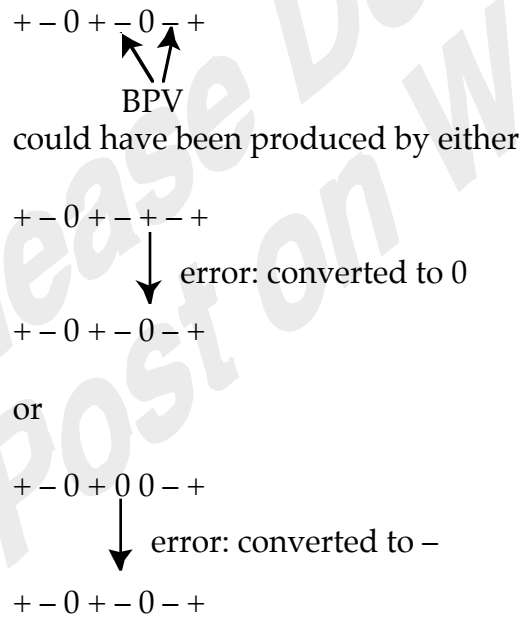 + – 0 + – 0 – +
BPV
could have been produced by either
+ – 0 + – + – +
error: converted to 0
+ – 0 + – 0 – +
or
+ – 0 + 0 0 – +
error: converted to –
+ – 0 + – 0 – +